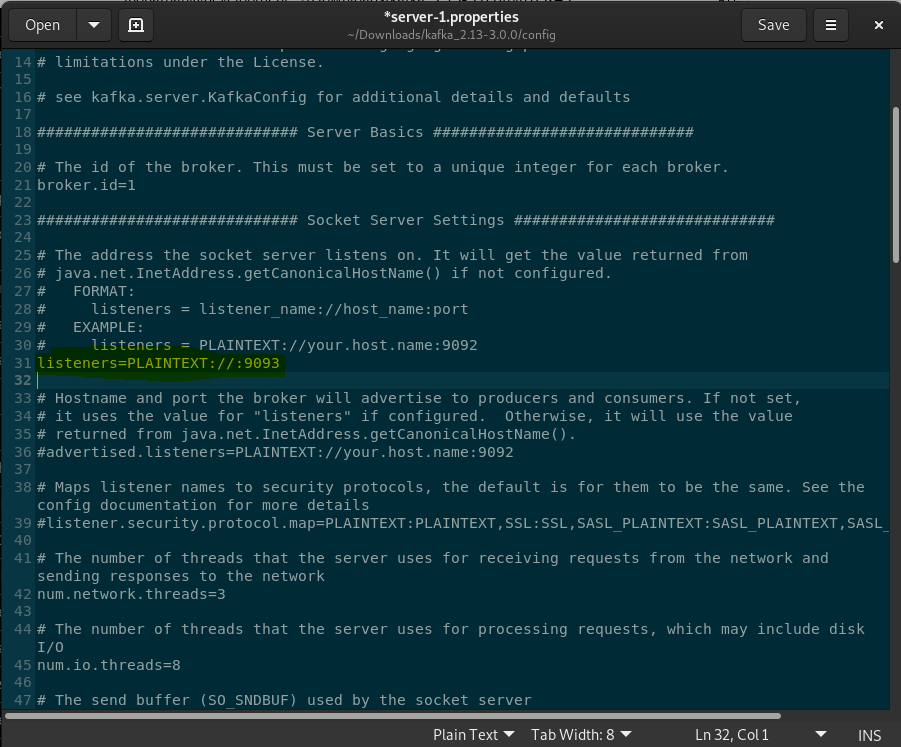 Open
*server-1.properties
~/Downloads/kafka_2.13-3.0.0/config
Save
14 # limitations under the License.
15
16 # see kafka.server.KafkaConfig for additional details and defaults
17
18 ############################# Server Basics #############################
19
20 # The id of the broker. This must be set to a unique integer for each broker.
21 broker.id=1
22
23 ############################# Socket Server Settings #############################
24
25 # The address the socket server listens on. It will get the value returned from
26 # java.net.InetAddress.getCanonicalHostName() if not configured.
27 #   FORMAT:
28 #     listeners = listener_name://host_name:port
29 #   EXAMPLE:
30 #     listeners = PLAINTEXT://your.host.name:9092
31 listeners=PLAINTEXT://:9093
32
33 # Hostname and port the broker will advertise to producers and consumers. If not set,
34 # it uses the value for "listeners" if configured.  Otherwise, it will use the value
35 # returned from java.net.InetAddress.getCanonicalHostName().
36 #advertised.listeners=PLAINTEXT://your.host.name:9092
37
38 # Maps listener names to security protocols, the default is for them to be the same. See the
config documentation for more details
39 #listener.security.protocol.map=PLAINTEXT:PLAINTEXT,SSL:SSL,SASL_PLAINTEXT:SASL_PLAINTEXT,SASL_
40
41 # The number of threads that the server uses for receiving requests from the network and
sending responses to the network
42 num.network.threads=3
43
44 # The number of threads that the server uses for processing requests, which may include disk
I/O
45 num.io.threads=8
46
47 # The send buffer (SO_SNDBUF) used by the socket server
Plain Text Tab Width: 8 Ln 32, Col 1 INS